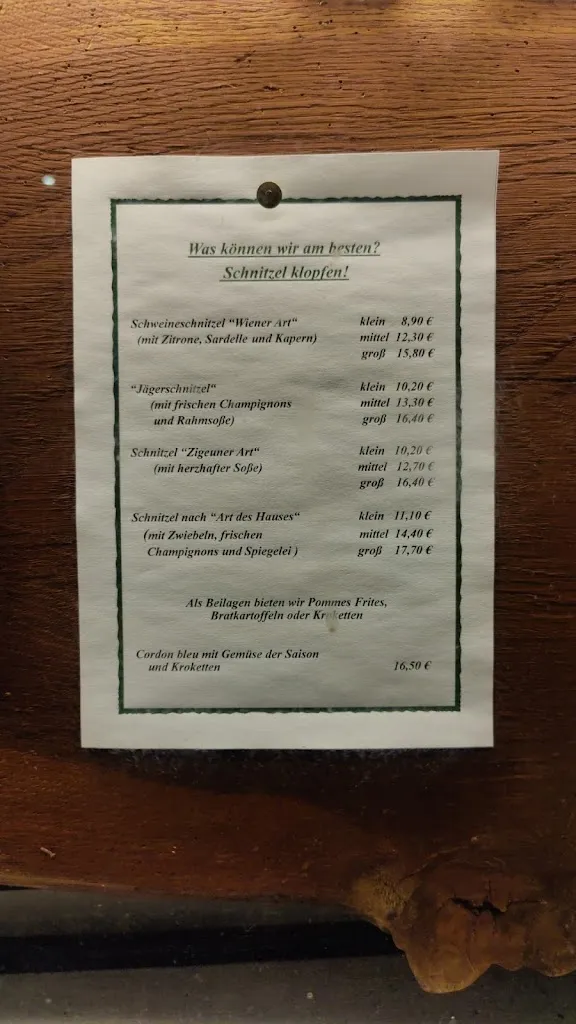 Was können wir am besten?
Schnitzel klopfen!
Schweineschnitzel “Wiener Art“ klein 8,90 €
(mit Zitrone, Sardelle und Kapern) mittel 12,30 €
groß 15,80 €
“Jägerschnitzel“ klein 10,20 €
(mit frischen Champignons mittel 13,30 €
und Rahmsoße) groß 16,40 €
Schnitzel “Zigeuner Art“ klein 10,20 €
(mit herzhafter Soße) mittel 12,70 €
groß 16,40 €
Schnitzel nach “Art des Hauses“ klein 11,10 €
(mit Zwiebeln, frischen mittel 14,40 €
Champignons und Spiegelei ) groß 17,70 €
Als Beilagen bieten wir Pommes Frites,
Bratkartoffeln oder Kroketten
Cordon bleu mit Gemüse der Saison
und Kroketten 16,50 €